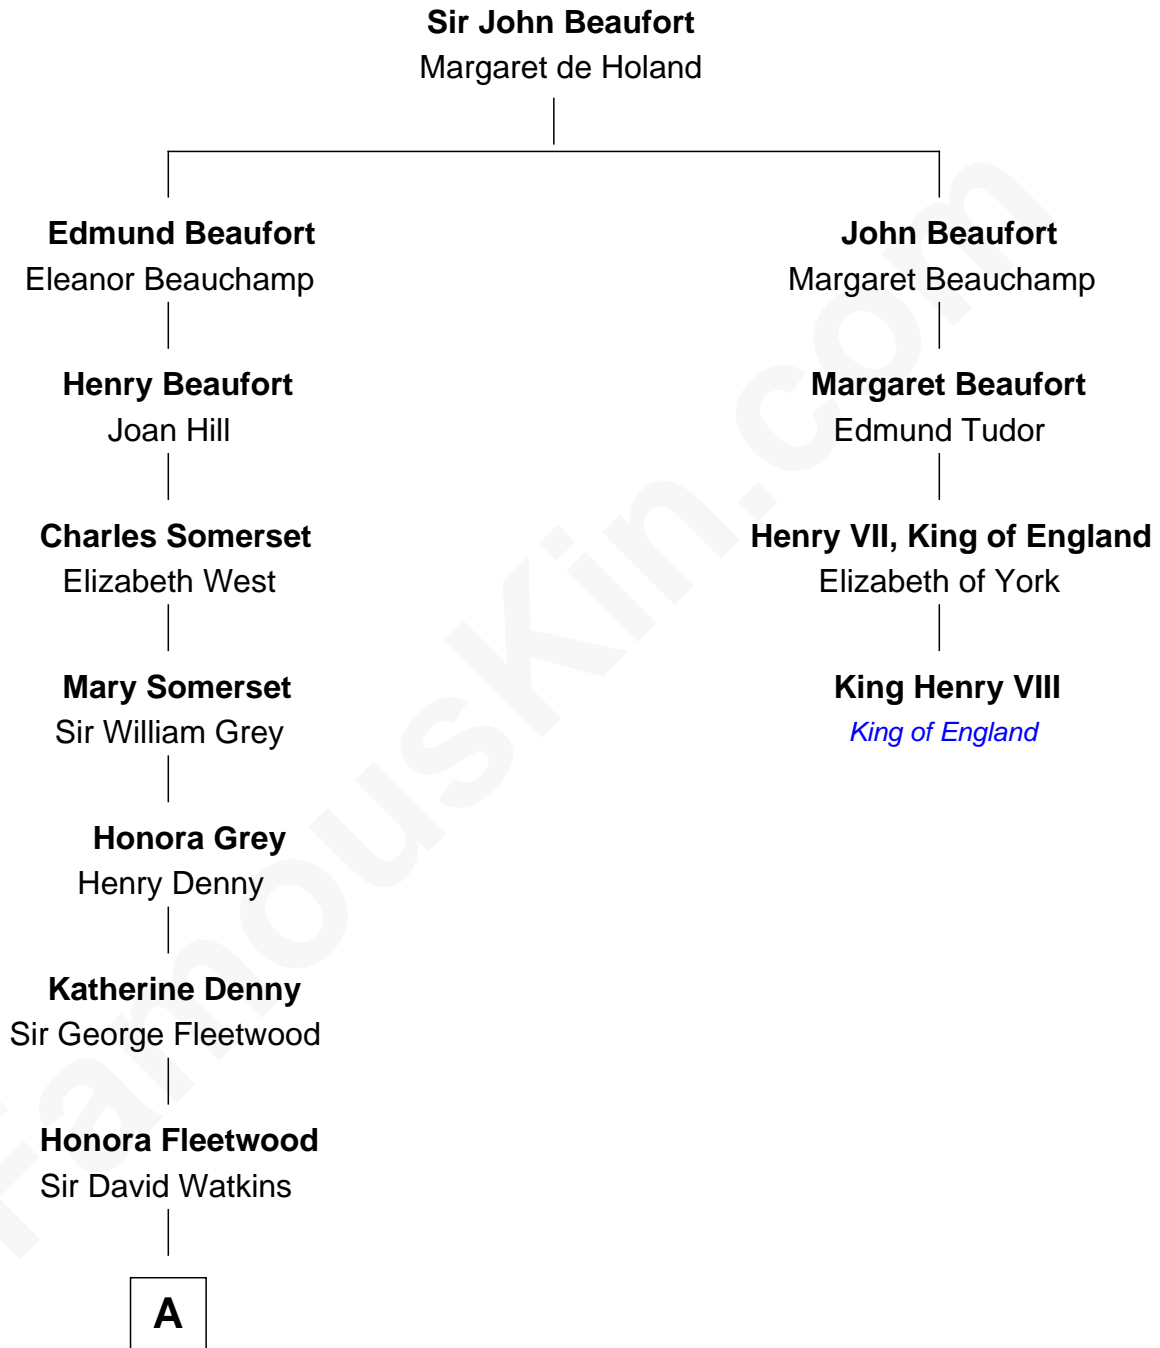 Sir John Beaufort
Margaret de Holand
Edmund Beaufort
Eleanor Beauchamp
John Beaufort
Margaret Beauchamp
Henry Beaufort
Joan Hill
Margaret Beaufort
Edmund Tudor
Charles Somerset
Elizabeth West
Henry VII, King of England
Elizabeth of York
Mary Somerset
Sir William Grey
King Henry VIII
King of England
Honora Grey
Henry Denny
Katherine Denny
Sir George Fleetwood
Honora Fleetwood
Sir David Watkins
A
FamousKin.com